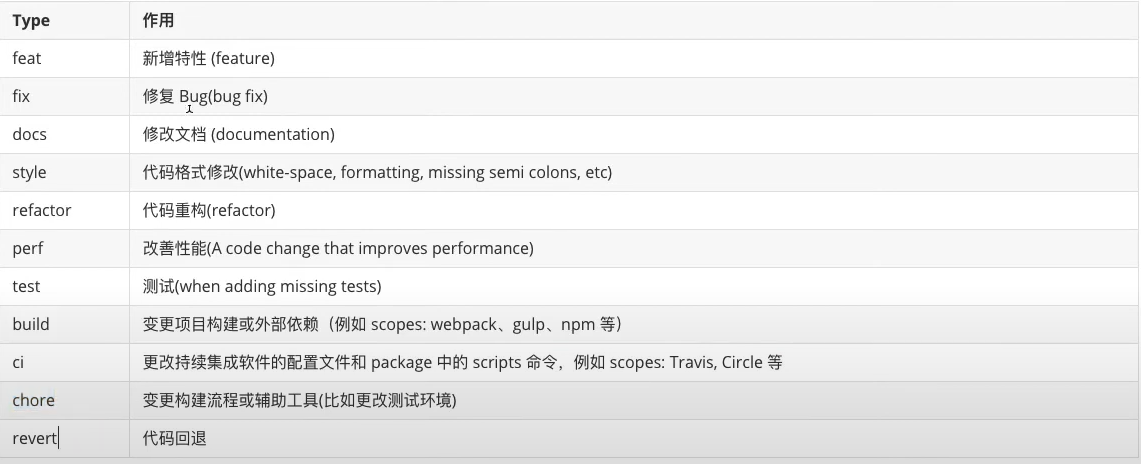 Type 作用
feat 新增特性 (feature)
fix 修复 Bug(bug fix)
docs 修改文档 (documentation)
style 代码格式修改(white-space, formatting, missing semi colons, etc)
refactor 代码重构(refactor)
perf 改善性能(A code change that improves performance)
test 测试(when adding missing tests)
build 变更项目构建或外部依赖（例如 scopes: webpack、gulp、npm 等）
ci 更改持续集成软件的配置文件和 package 中的 scripts 命令，例如 scopes: Travis, Circle 等
chore 变更构建流程或辅助工具(比如更改测试环境)
revert 代码回退